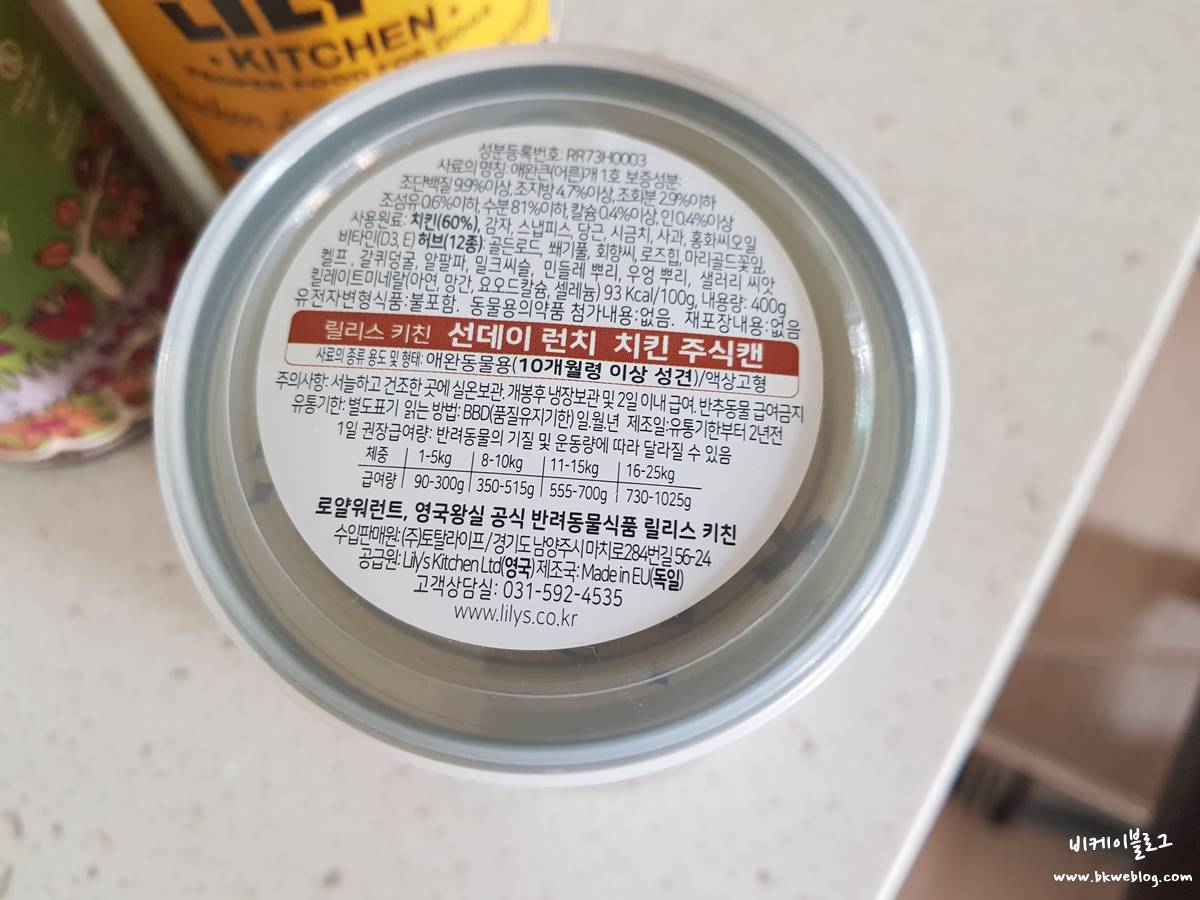 KITCHEN
PROPER FOOD FOR DOGS
성분등록번호: RR73H0003
사료의 명칭: 애완큰(어른)개 1호 보증성분:
조단백질 9.9%이상, 조지방 4.7%이상, 조회분 2.9%이하
조섬유 0.6%이하, 수분 81%이하, 칼슘 0.4%이상, 인 0.4%이상
사용원료: 치킨(60%), 감자, 스냅피스, 당근, 시금치, 사과, 홍화씨오일
비타민(D3, E) 허브(12종): 골든로드, 쐐기풀, 회향씨, 로즈힙, 마리골드꽃잎,
켈프, 갈퀴덩굴, 알팔파, 밀크씨슬, 민들레 뿌리, 우엉 뿌리, 샐러리 씨앗
킬레이트미네랄(아연, 망간, 요오드칼슘, 셀레늄) 93 Kcal/100g, 내용량: 400g
유전자변형식품:불포함. 동물용의약품 첨가내용:없음. 재포장내용:없음
릴리스 키친 선데이 런치 치킨 주식캔
사료의 종류 용도 및 형태: 애완동물용(10개월령 이상 성견)/액상고형
주의사항: 서늘하고 건조한 곳에 실온보관, 개봉후 냉장보관 및 2일 이내 급여. 반추동물 급여금지
유통기한: 별도표기 읽는 방법: BBD(품질유지기한) 일.월.년 제조일:유통기한부터 2년전
1일 권장급여량: 반려동물의 기질 및 운동량에 따라 달라질 수 있음
체중 1-5kg 8-10kg 11-15kg 16-25kg
급여량 90-300g 350-515g 555-700g 730-1025g
로얄워런트, 영국왕실 공식 반려동물식품 릴리스 키친
수입판매원: (주)토탈라이프/경기도 남양주시 마치로284번길 56-24
공급원: Lily's Kitchen Ltd(영국) 제조국: Made in EU(독일)
고객상담실: 031-592-4535
www.lilys.co.kr
비케이블로그
www.bkweblog.com